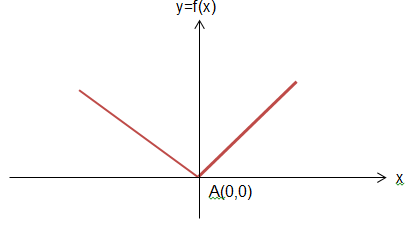 y=f(x)
x
A(0,0)